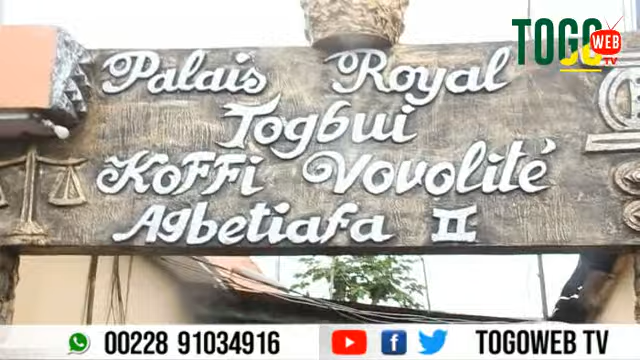 TOGO
WEB
TV
Palais Royal
Togbui
Koffi Vovolité
Agbetiafa II
00228 91034916
TOGOWEB TV